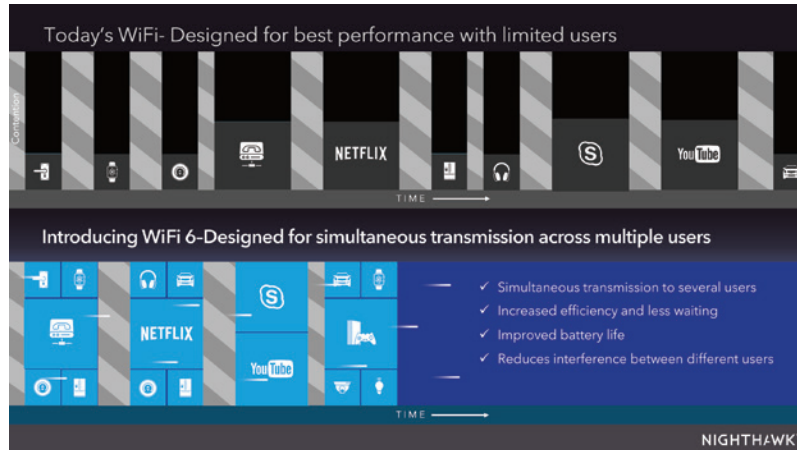 Today's WiFi- Designed for best performance with limited users
Contention
NETFLIX
S
YouTube
TIME
Introducing WiFi 6–Designed for simultaneous transmission across multiple users
S
NETFLIX
YouTube
✓ Simultaneous transmission to several users
✓ Increased efficiency and less waiting
✓ Improved battery life
✓ Reduces interference between different users
TIME
NIGHTHAWK